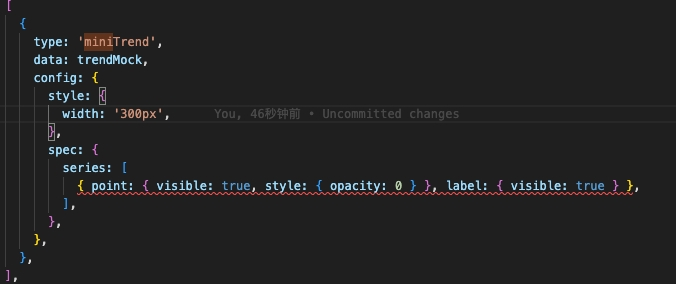 [
{
type: 'miniTrend',
data: trendMock,
config: {
style: {
width: '300px', You, 46秒钟前 • Uncommitted changes
},
spec: {
series: [
{ point: { visible: true, style: { opacity: 0 } }, label: { visible: true } },
],
},
},
},
],